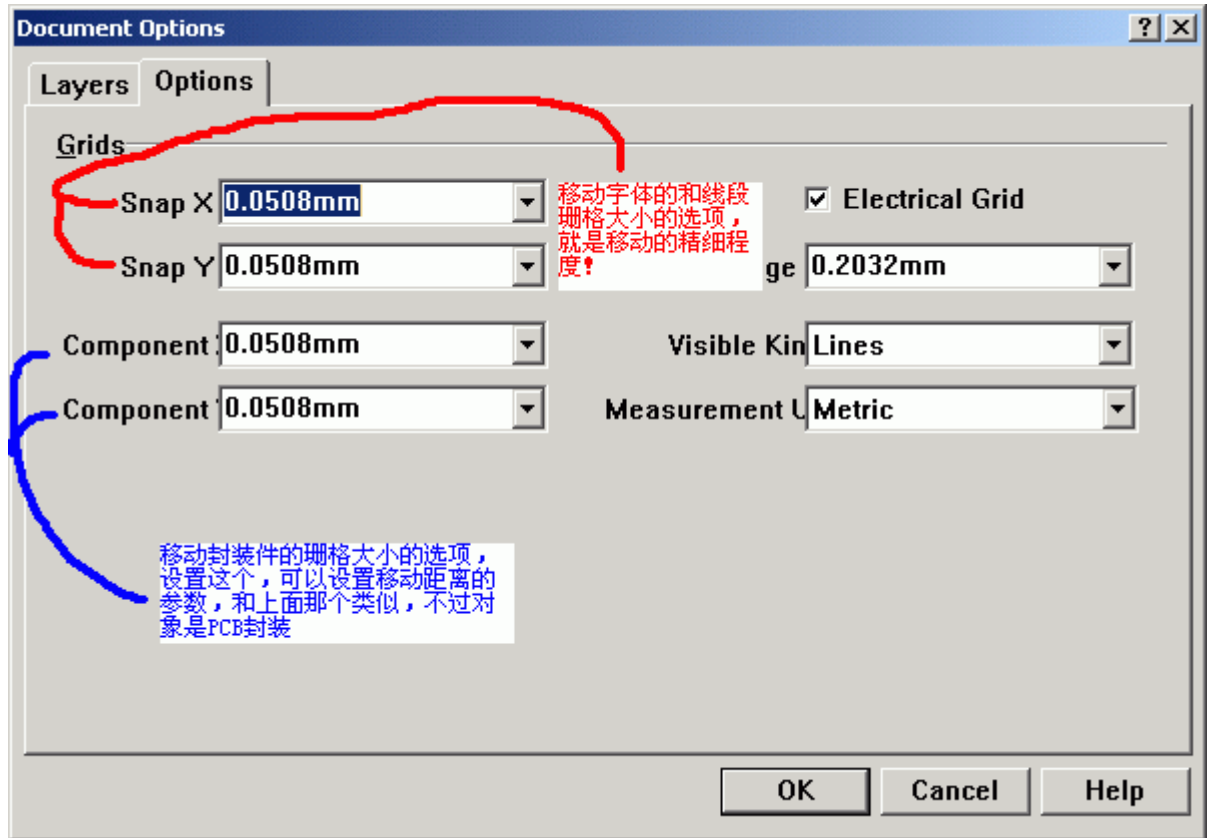 Document Options
Layers Options
Grids
Snap X 0.0508mm
移动字体的和线段
珊格大小的选项，
就是移动的精细程
度！
Electrical Grid
Snap Y 0.0508mm
ge 0.2032mm
Component 0.0508mm
Visible Kin Lines
Component 0.0508mm
Measurement U Metric
移动封装件的珊格大小的选项，
设置这个，可以设置移动距离的
参数，和上面那个类似，不过对
象是PCB封装
OK Cancel Help